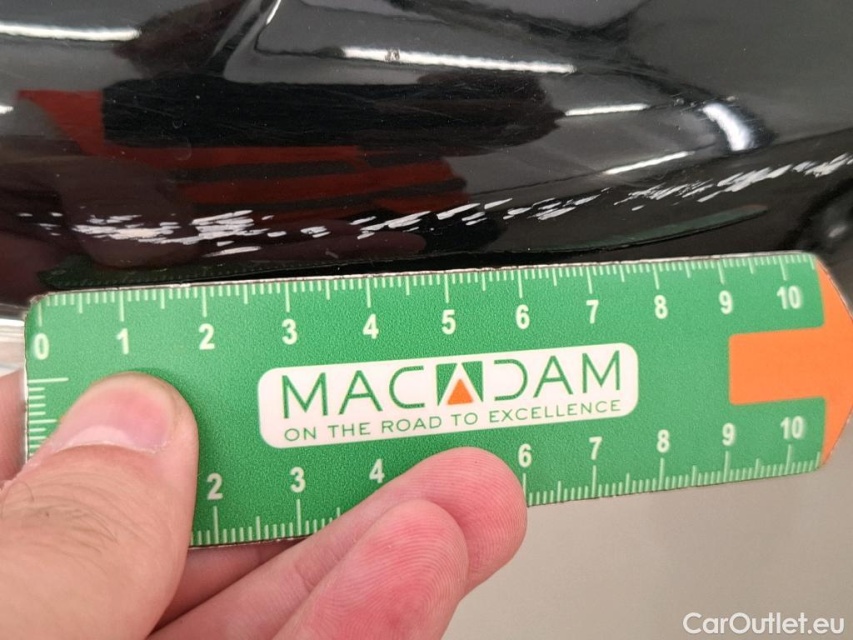 0 1 2 3 4 5 6 7 8 9 10
MACADAM
ON THE ROAD TO EXCELLENCE
2 3 4 6 7 8 9 10
CarOutlet.eu